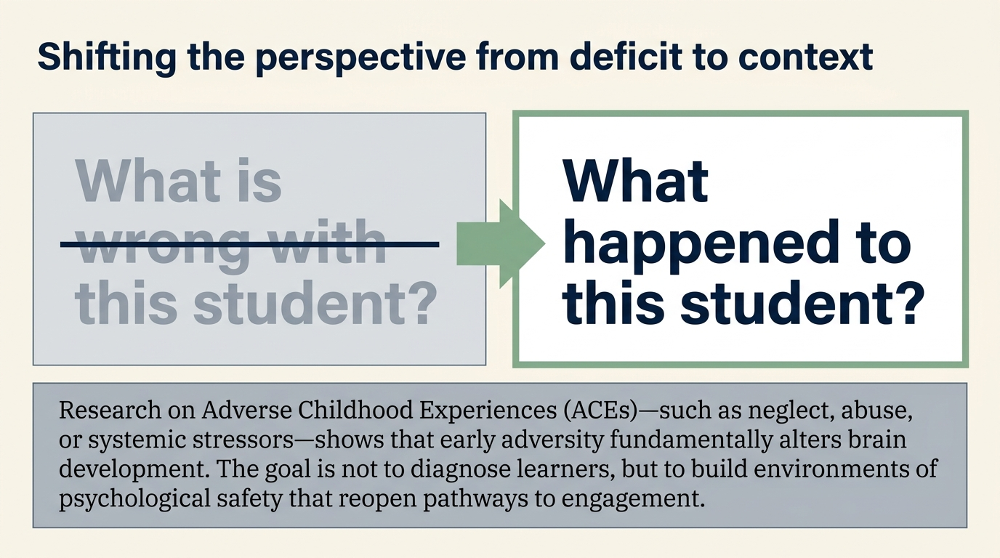 Shifting the perspective from deficit to context
What is
wrong with
this student?
What
happened to
this student?
Research on Adverse Childhood Experiences (ACEs)—such as neglect, abuse,
or systemic stressors—shows that early adversity fundamentally alters brain
development. The goal is not to diagnose learners, but to build environments of
psychological safety that reopen pathways to engagement.